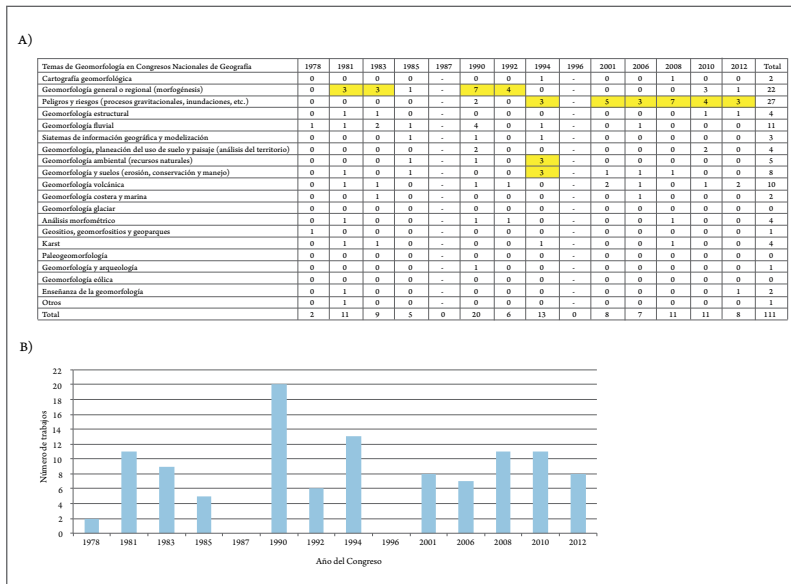 A)
Temas de Geomorfología en Congresos Nacionales de Geografía 1978 1981 1983 1985 1987 1990 1992 1994 1996 2001 2006 2008 2010 2012 Total
Cartografía geomorfológica 0 0 0 0 - 0 0 1 - 0 0 1 0 0 2
Geomorfología general o regional (morfogénesis) 0 3 3 1 - 7 4 0 - 0 0 0 3 1 22
Peligros y riesgos (procesos gravitacionales, inundaciones, etc.) 0 0 0 0 - 2 0 3 - 5 3 7 4 3 27
Geomorfología estructural 0 1 1 0 - 0 0 0 - 0 0 0 1 1 4
Geomorfología fluvial 1 1 2 1 - 4 0 1 - 0 1 0 0 0 11
Sistemas de información geográfica y modelización 0 0 0 1 - 1 0 1 - 0 0 0 0 0 3
Geomorfología, planeación del uso de suelo y paisaje (análisis del territorio) 0 0 0 0 - 2 0 0 - 0 0 0 2 0 4
Geomorfología ambiental (recursos naturales) 0 0 0 1 - 1 0 3 - 0 0 0 0 0 5
Geomorfología y suelos (erosión, conservación y manejo) 0 1 0 1 - 0 0 3 - 1 1 1 0 0 8
Geomorfología volcánica 0 1 1 0 - 1 1 0 - 2 1 0 1 2 10
Geomorfología costera y marina 0 0 1 0 - 0 0 0 - 0 1 0 0 0 2
Geomorfología glaciar 0 0 0 0 - 0 0 0 - 0 0 0 0 0 0
Análisis morfométrico 0 1 0 0 - 1 1 0 - 0 0 1 0 0 4
Geositios, geomorfositios y geoparques 1 0 0 0 - 0 0 0 - 0 0 0 0 0 1
Karst 0 1 1 0 - 0 0 1 - 0 0 1 0 0 4
Paleogeomorfología 0 0 0 0 - 0 0 0 - 0 0 0 0 0 0
Geomorfología y arqueología 0 0 0 0 - 1 0 0 - 0 0 0 0 0 1
Geomorfología eólica 0 0 0 0 - 0 0 0 - 0 0 0 0 0 0
Enseñanza de la geomorfología 0 1 0 0 - 0 0 0 - 0 0 0 0 1 2
Otros 0 1 0 0 - 0 0 0 - 0 0 0 0 0 1
Total 2 11 9 5 0 20 6 13 0 8 7 11 11 8 111
B)
Número de trabajos
22
20
18
16
14
12
10
8
6
4
2
0
1978 1981 1983 1985 1987 1990 1992 1994 1996 2001 2006 2008 2010 2012
Año del Congreso